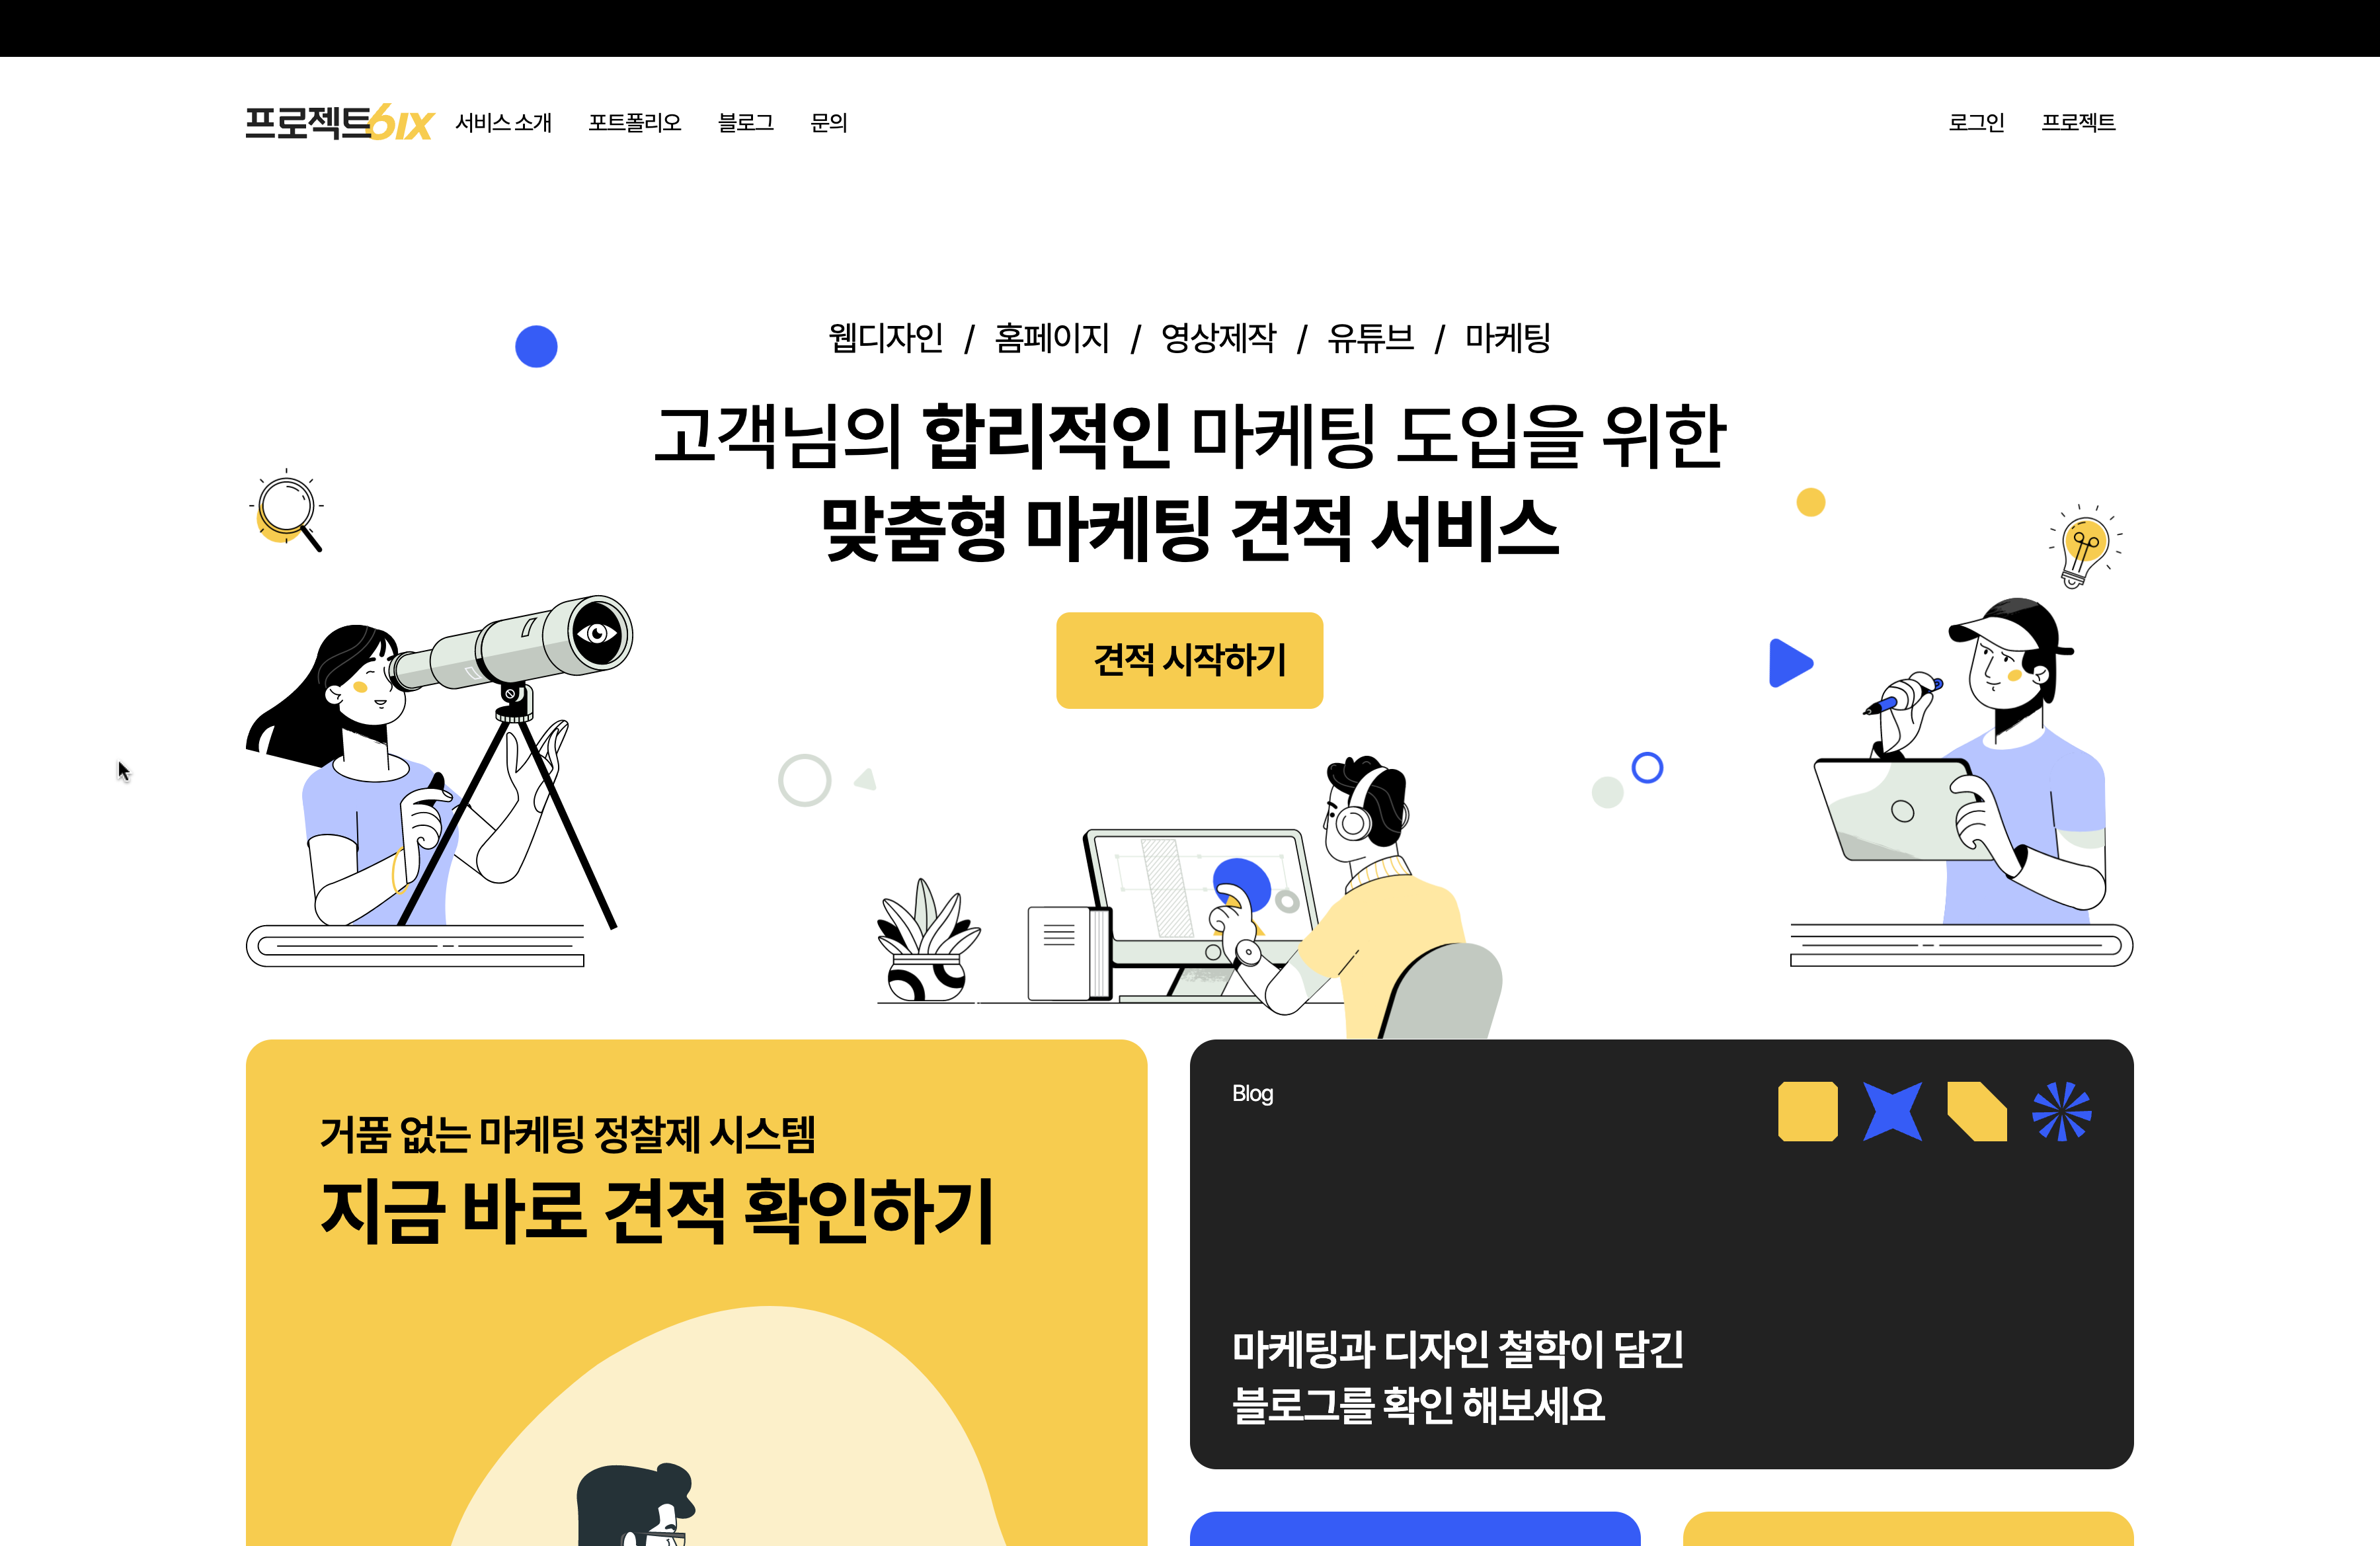 프로젝트6ix 서비스 소개 포트폴리오 블로그 문의 로그인 프로젝트
웹디자인 / 홈페이지 / 영상제작 / 유튜브 / 마케팅
고객님의 합리적인 마케팅 도입을 위한
맞춤형 마케팅 견적 서비스
견적 시작하기
거품 없는 마케팅 정찰제 시스템
지금 바로 견적 확인하기
Blog
마케팅과 디자인 철학이 담긴
블로그를 확인 해보세요